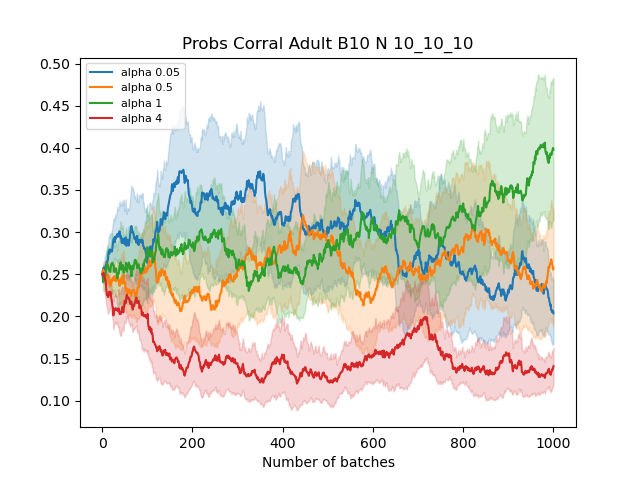 Probs Corral Adult B10 N 10_10_10
0.50
0.45
0.40
0.35
0.30
0.25
0.20
0.15
0.10
alpha 0.05
alpha 0.5
alpha 1
alpha 4
0 200 400 600 800 1000
Number of batches